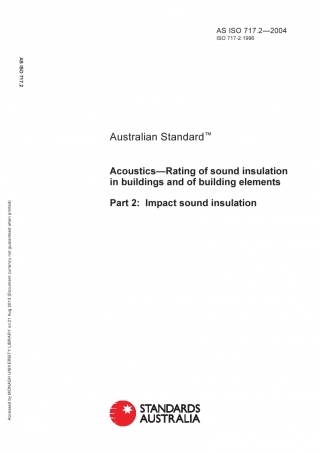 AS ISO 717.2—2004
ISO 717-2:1996
AS ISO 717.2
Australian Standard™
Acoustics—Rating of sound insulation
in buildings and of building elements
Part 2: Impact sound insulation
Accessed by MONASH UNIVERSITY LIBRARY on 21 Aug 2010 (Document currency not guaranteed when printed)
STANDARDS
AUSTRALIA